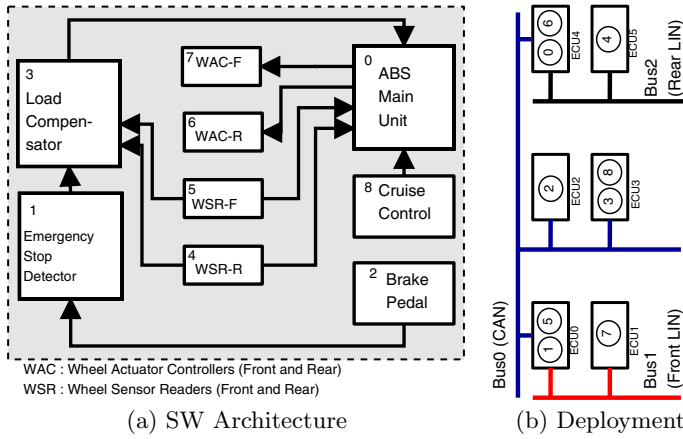 3
Load
Compen-
sator
7 WAC-F
0
ABS
Main
Unit
6
WAC-R
1
Emergency
Stop
Detector
5
WSR-F
8 Cruise
Control
4
WSR-R
2 Brake
Pedal
WAC : Wheel Actuator Controllers (Front and Rear)
WSR : Wheel Sensor Readers (Front and Rear)
(a) SW Architecture
0 6
ECU4
4
ECU5
Bus2
(Rear LIN)
2
ECU2
3 8
ECU3
Bus0 (CAN)
1 5
ECU0
7
ECU1
Bus1
(Front LIN)
(b) Deployment